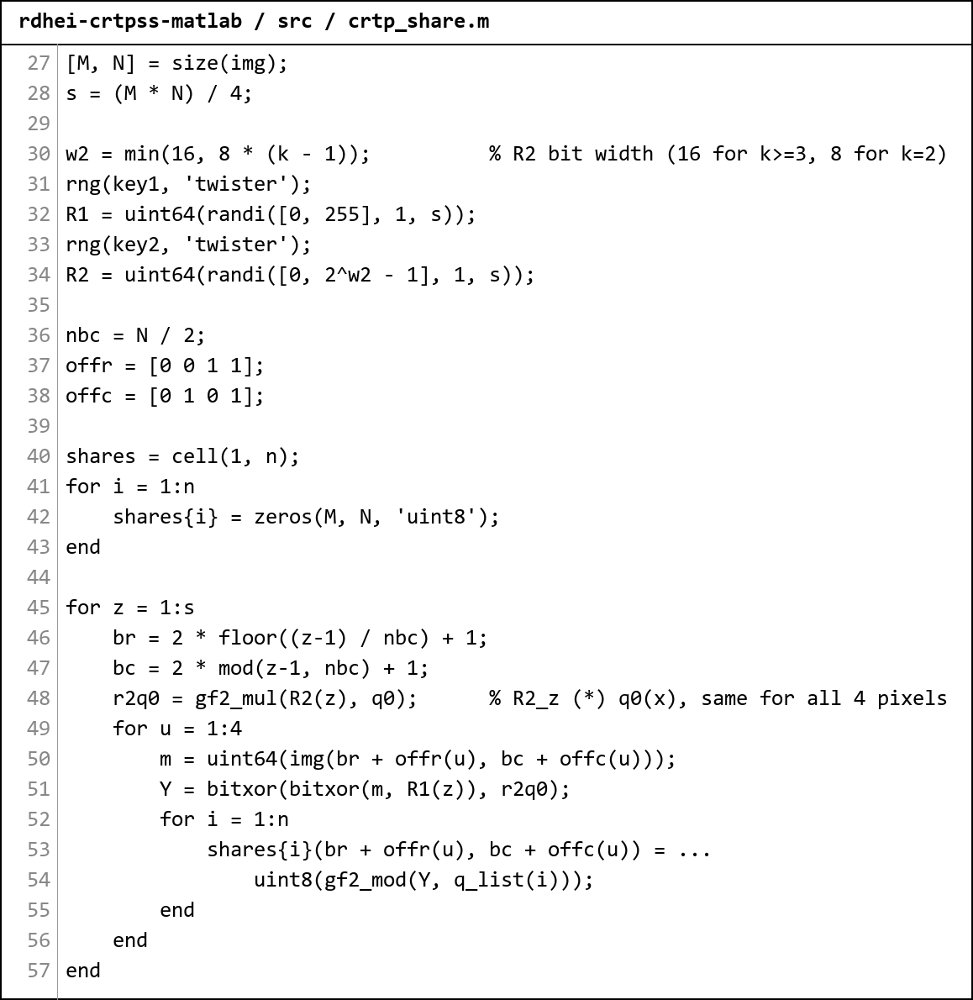 rdhei-crtpss-matlab / src / crtp_share.m
27 [M, N] = size(img);
28 s = (M * N) / 4;
29
30 w2 = min(16, 8 * (k - 1));          % R2 bit width (16 for k>=3, 8 for k=2)
31 rng(key1, 'twister');
32 R1 = uint64(randi([0, 255], 1, s));
33 rng(key2, 'twister');
34 R2 = uint64(randi([0, 2^w2 - 1], 1, s));
35
36 nbc = N / 2;
37 offr = [0 0 1 1];
38 offc = [0 1 0 1];
39
40 shares = cell(1, n);
41 for i = 1:n
42     shares{i} = zeros(M, N, 'uint8');
43 end
44
45 for z = 1:s
46     br = 2 * floor((z-1) / nbc) + 1;
47     bc = 2 * mod(z-1, nbc) + 1;
48     r2q0 = gf2_mul(R2(z), q0);      % R2_z (*) q0(x), same for all 4 pixels
49     for u = 1:4
50         m = uint64(img(br + offr(u), bc + offc(u)));
51         Y = bitxor(bitxor(m, R1(z)), r2q0);
52         for i = 1:n
53             shares{i}(br + offr(u), bc + offc(u)) = ...
54                 uint8(gf2_mod(Y, q_list(i)));
55         end
56     end
57 end